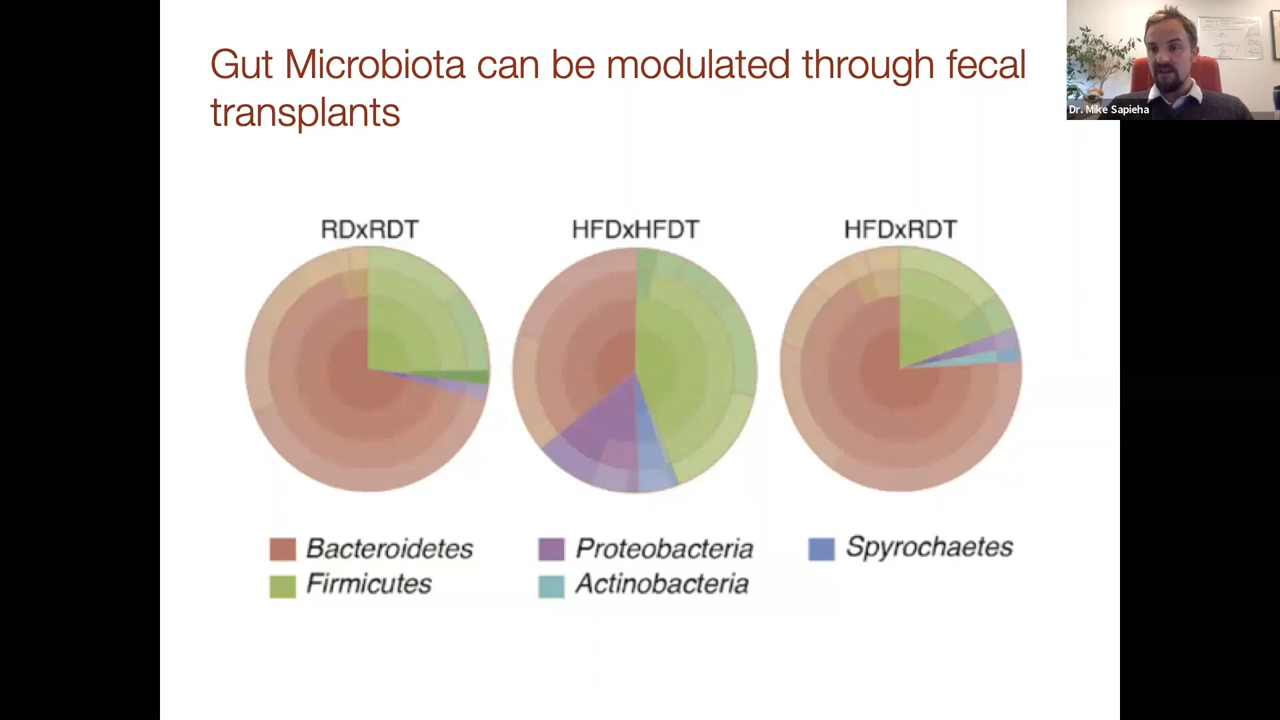 Gut Microbiota can be modulated through fecal
transplants
Dr. Mike Sapieha
RDxRDT
HFDxHFDT
HFDxRDT
Bacteroidetes
Proteobacteria
Spyrochaetes
Firmicutes
Actinobacteria